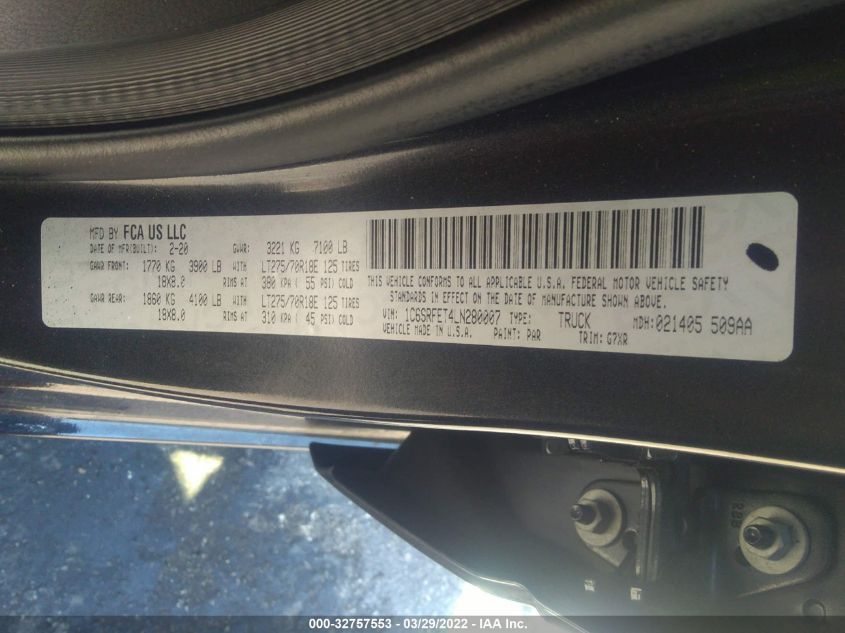 MFD BY FCA US LLC
DATE OF MFR(BUILT): 2-20 GVWR: 3221 KG 7100 LB
GAWR FRONT: 1770 KG 3900 LB WITH LT275/70R18E 125 TIRES
18X8.0 RIMS AT 380 KPA ( 55 PSI) COLD
GAWR REAR: 1860 KG 4100 LB WITH LT275/70R18E 125 TIRES
18X8.0 RIMS AT 310 KPA ( 45 PSI) COLD
THIS VEHICLE CONFORMS TO ALL APPLICABLE U.S.A. FEDERAL MOTOR VEHICLE SAFETY
STANDARDS IN EFFECT ON THE DATE OF MANUFACTURE SHOWN ABOVE.
VIN: 1C6SRFET4LN280007 TYPE: TRUCK MDH: 021405 509AA
VEHICLE MADE IN U.S.A. PAINT: PAR TRIM: G7XR
RBB
000-32757553 - 03/29/2022 - IAA Inc.